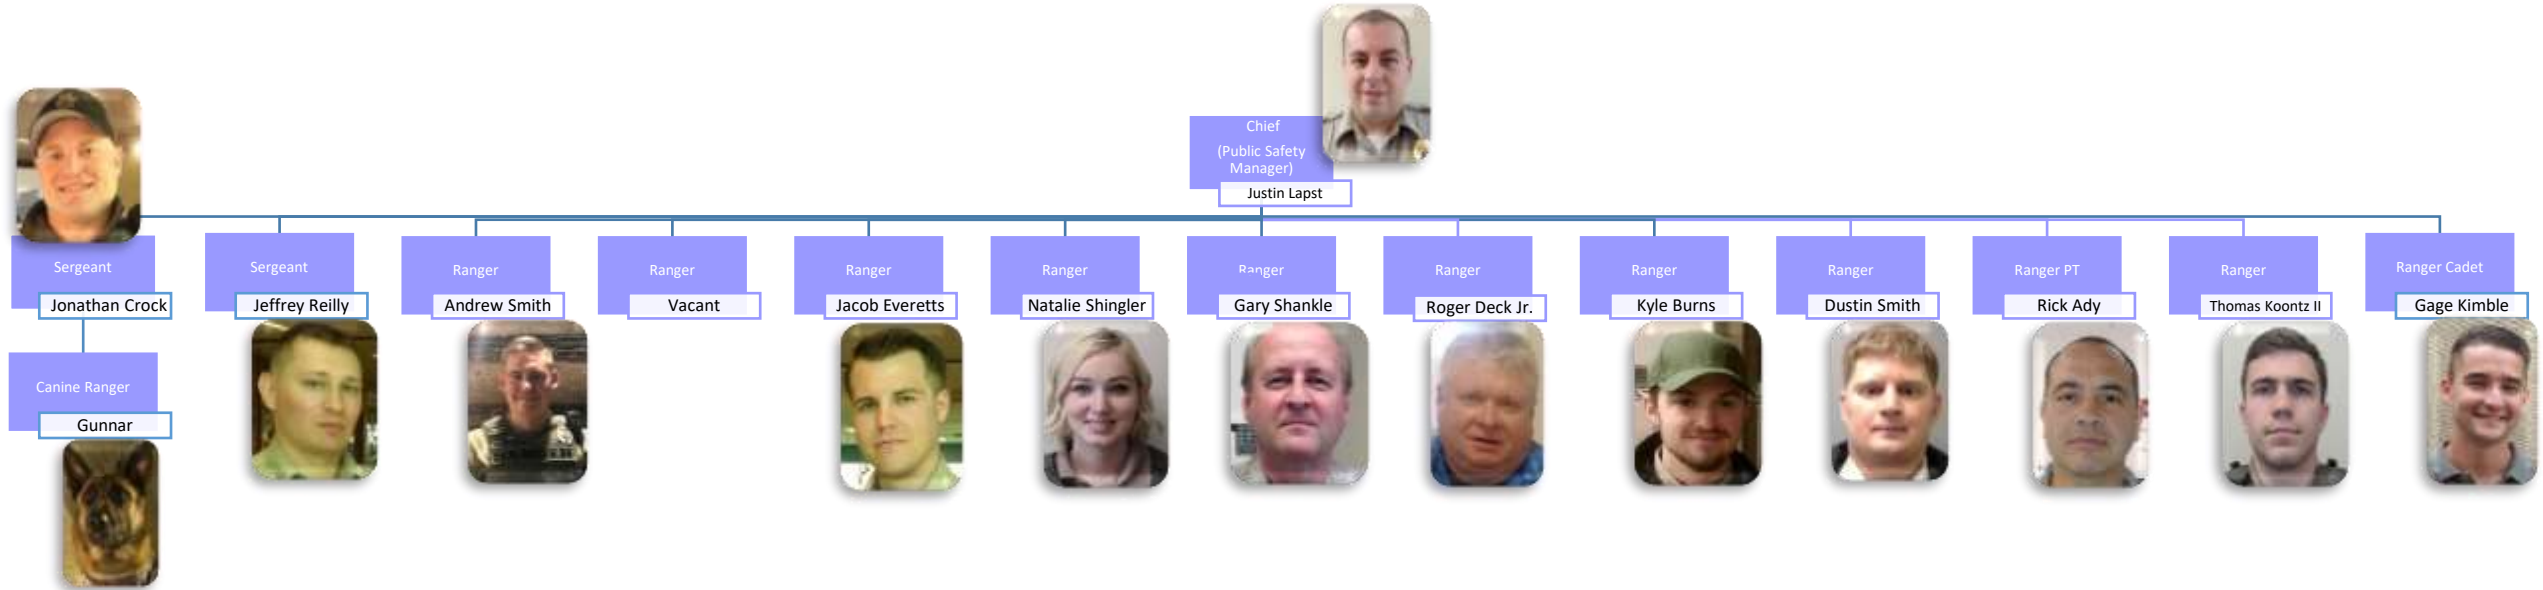 Chief
(Public Safety
Manager)
Justin Lapst
Sergeant
Jonathan Crock
Sergeant
Jeffrey Reilly
Ranger
Andrew Smith
Ranger
Vacant
Ranger
Jacob Everetts
Ranger
Natalie Shingler
Ranger
Gary Shankle
Ranger
Roger Deck Jr.
Ranger
Kyle Burns
Ranger
Dustin Smith
Ranger PT
Rick Ady
Ranger
Thomas Koontz II
Ranger Cadet
Gage Kimble
Canine Ranger
Gunnar